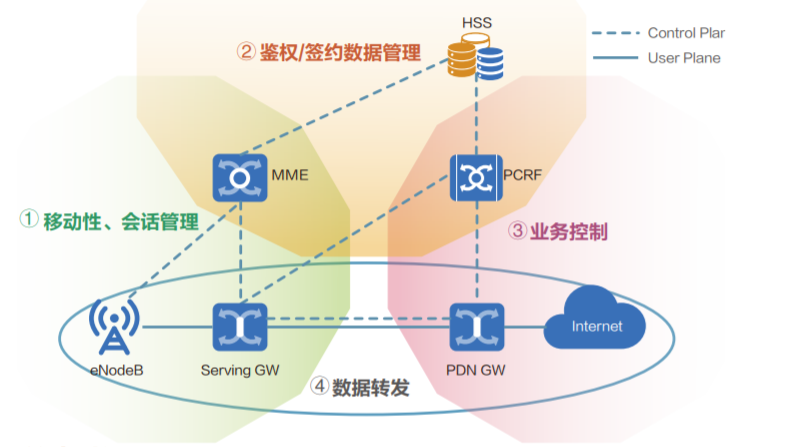 HSS
Control Plar
User Plane
② 鉴权/签约数据管理
MME
PCRF
① 移动性、会话管理
③ 业务控制
Internet
eNodeB
Serving GW
PDN GW
④ 数据转发